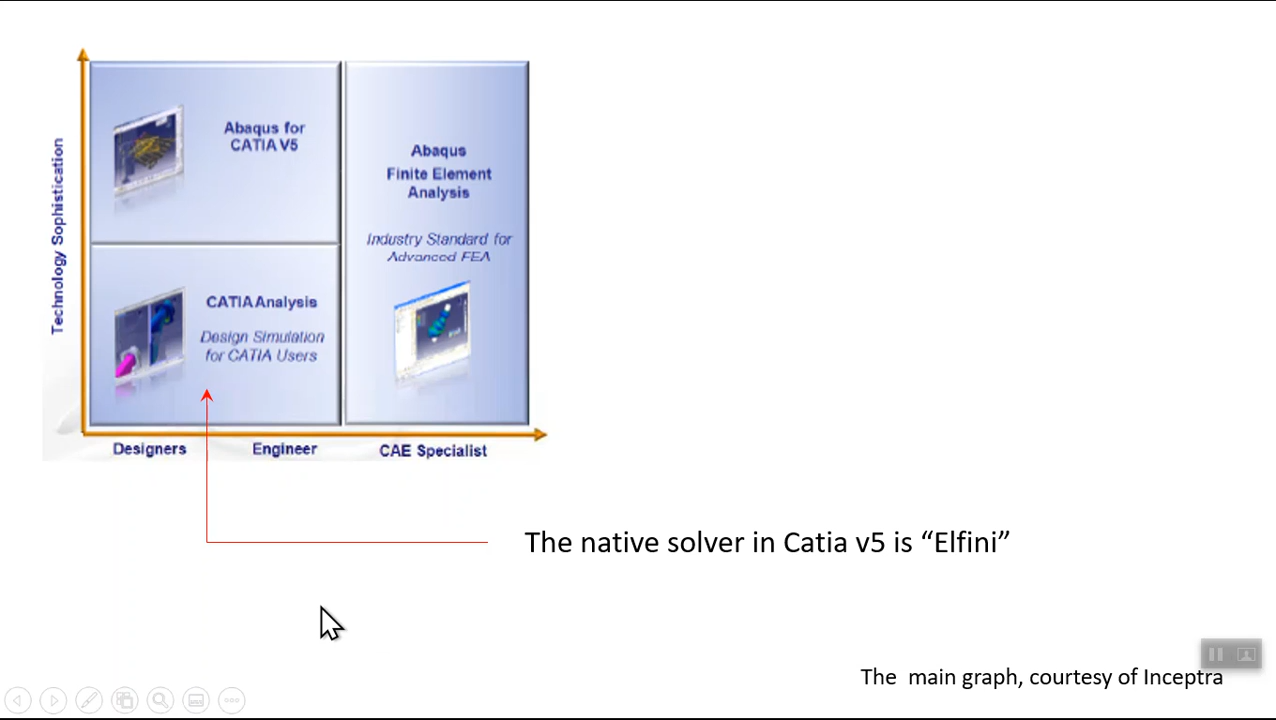 Technology Sophistication
Abaqus for
CATIA V5
Abaqus
Finite Element
Analysis
Industry Standard for
Advanced FEA
CATIA Analysis
Design Simulation
for CATIA Users
Designers
Engineer
CAE Specialist
The native solver in Catia v5 is “Elfini”
The main graph, courtesy of Inceptra